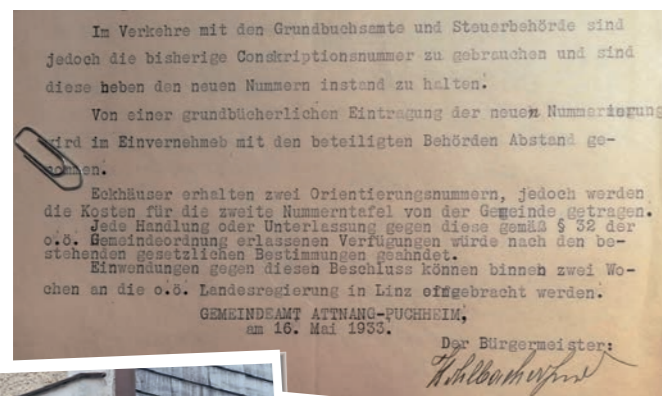 Im Verkehre mit den Grundbuchsamte und Steuerbehörde sind
jedoch die bisherige Conskriptionsnummer zu gebrauchen und sind
diese heben den neuen Nummern instand zu halten.
Von einer grundbücherlichen Eintragung der neuen Nummerierung
wird im Einvernehmeb mit den beteiligten Behörden Abstand ge-
nommen.
Eckhäuser erhalten zwei Orientierungsnummern, jedoch werden
die Kosten für die zweite Nummerntafel von der Gemeinde getragen.
Jede Handlung oder Unterlassung gegen diese gemäß § 32 der
o.ö. Gemeindeordnung erlassenen Verfügungen würde nach den be-
stehenden gesetzlichen Bestimmungen geahndet.
Einwendungen gegen diesen Beschluss können binneb zwei Wo-
chen an die o.ö. Landesregierung in Linz eingebracht werden.
GEMEINDEAMT ATTNANG-PUCHHEIM,
am 16. Mai 1933.
Der Bürgermeister: